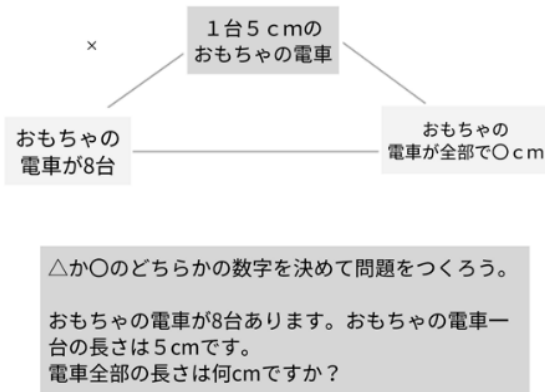 ×
１台５ｃｍの
おもちゃの電車
おもちゃの
電車が8台
おもちゃの
電車が全部で〇ｃｍ
△か〇のどちらかの数字を決めて問題をつくろう。
おもちゃの電車が8台あります。おもちゃの電車一
台の長さは５cmです。
電車全部の長さは何cmですか？